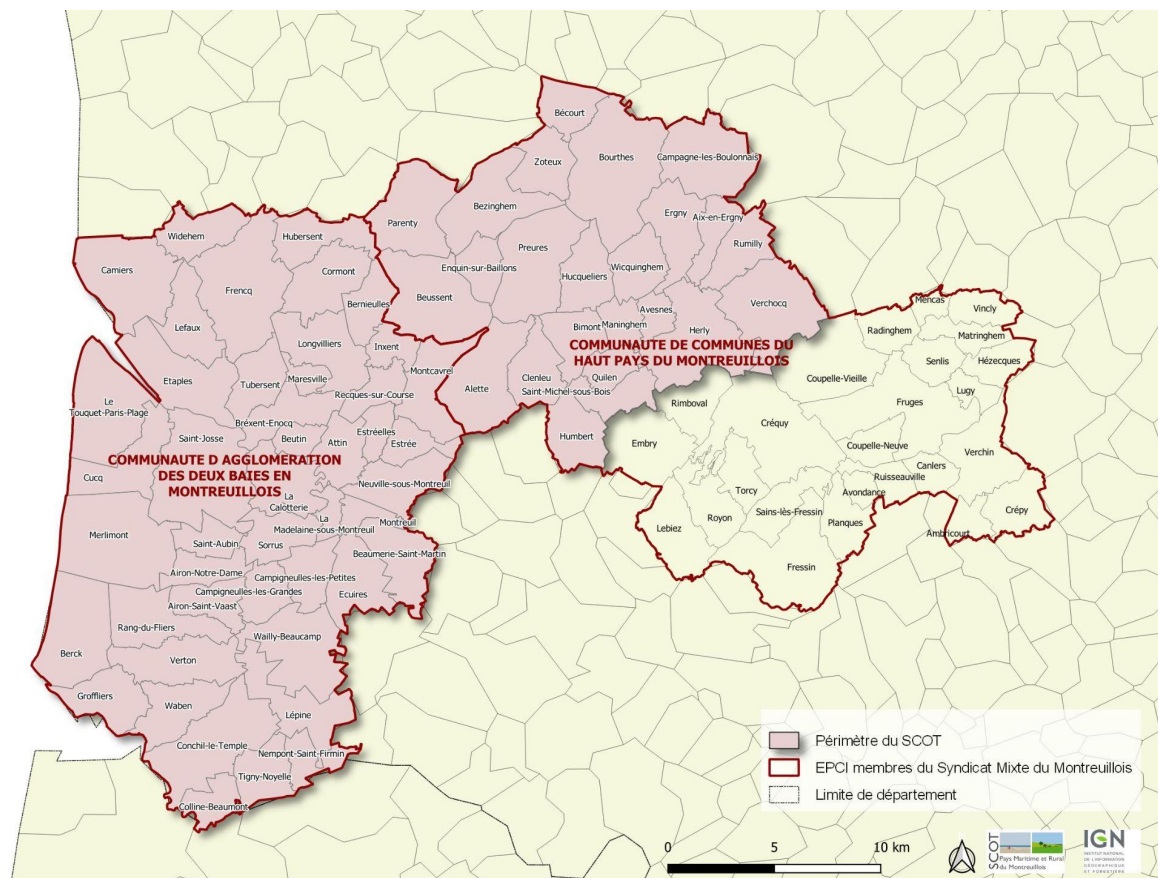 Bécourt
Zoteux
Bourthes
Campagne-les-Boulonnais
Bezinghem
Parenty
Ergny
Aix-en-Ergny
Widehem
Hubersent
Preures
Rumilly
Camiers
Cormont
Enquin-sur-Baillons
Hucqueliers
Wicquinghem
Frencq
Beussent
Bernieulles
Avesnes
Verchocq
Mencas
Vincly
Lefaux
Bimont
Maninghem
Herly
Radinghem
Matringhem
Longvilliers
Inxent
COMMUNAUTE DE COMMUNES DU
HAUT PAYS DU MONTREUILLOIS
Senlis
Hézecques
Etaples
Tubersent
Maresville
Montcavrel
Alette
Clenleu
Quilen
Coupelle-Vieille
Recques-sur-Course
Saint-Michel-sous-Bois
Lugy
Le
Touquet-Paris-Plage
Rimboval
Fruges
Bréxent-Enocq
Créquy
Saint-Josse
Beutin
Attin
Estréelles
Estrée
Humbert
Embry
Coupelle-Neuve
Verchin
COMMUNAUTE D AGGLOMERATION
DES DEUX BAIES EN
MONTREUILLOIS
Cucq
Canlers
Ruisseauville
Neuville-sous-Montreuil
Torcy
Avondance
La
Calotterie
Crépy
Sains-lès-Fressin
La
Madelaine-sous-Montreuil
Montreuil
Royon
Planques
Lebiez
Merlimont
Ambricourt
Saint-Aubin
Sorrus
Beaumerie-Saint-Martin
Fressin
Airon-Notre-Dame
Campigneulles-les-Petites
Campigneulles-les-Grandes
Ecuires
Airon-Saint-Vaast
Rang-du-Fliers
Wailly-Beaucamp
Berck
Verton
Groffliers
Waben
Lépine
Conchil-le-Temple
Nempont-Saint-Firmin
Tigny-Noyelle
Colline-Beaumont
Périmètre du SCOT
EPCI membres du Syndicat Mixte du Montreuillois
Limite de département
0 5 10 km
SCOT
Pays Maritime et Rural
du Montreuillois
IGN
INSTITUT NATIONAL
DE L'INFORMATION
GÉOGRAPHIQUE
ET FORESTIÈRE